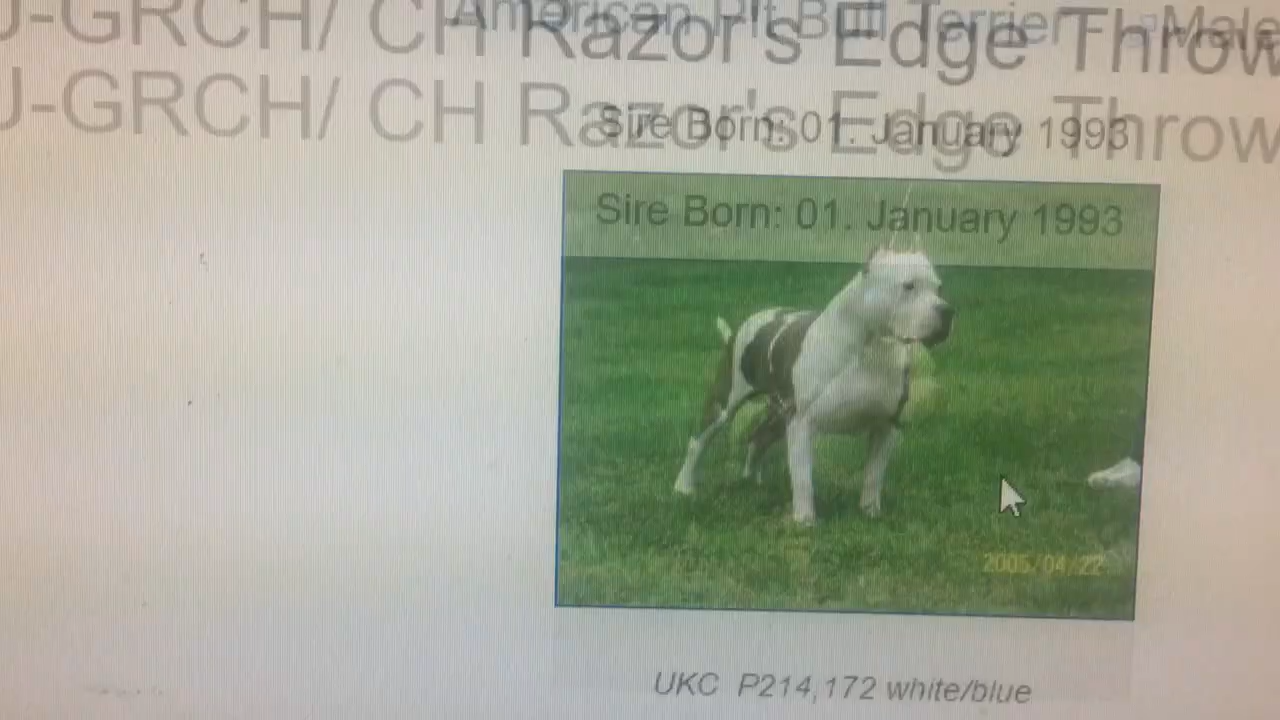 American Pit Bull Terrier - Male
J-GRCH/ CH Razor's Edge Throw
J-GRCH/ CH Razor's Edge Throw
Sire Born: 01. January 1993
Sire Born: 01. January 1993
2005/04/22
UKC P214,172 white/blue